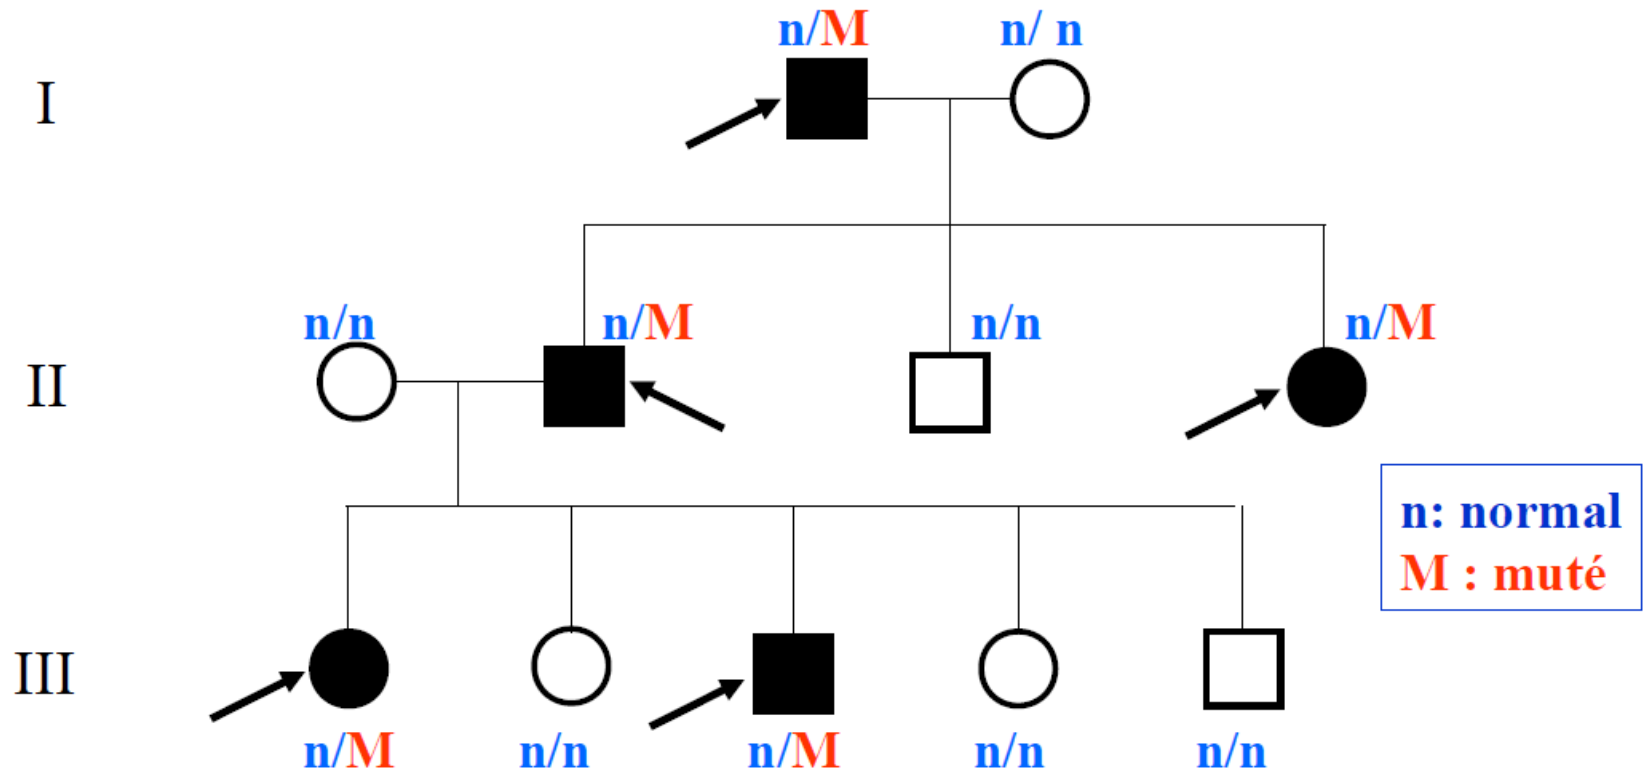 n/M n/ n
I
n/n n/M n/n n/M
II
n: normal
M : muté
III
n/M n/n n/M n/n n/n